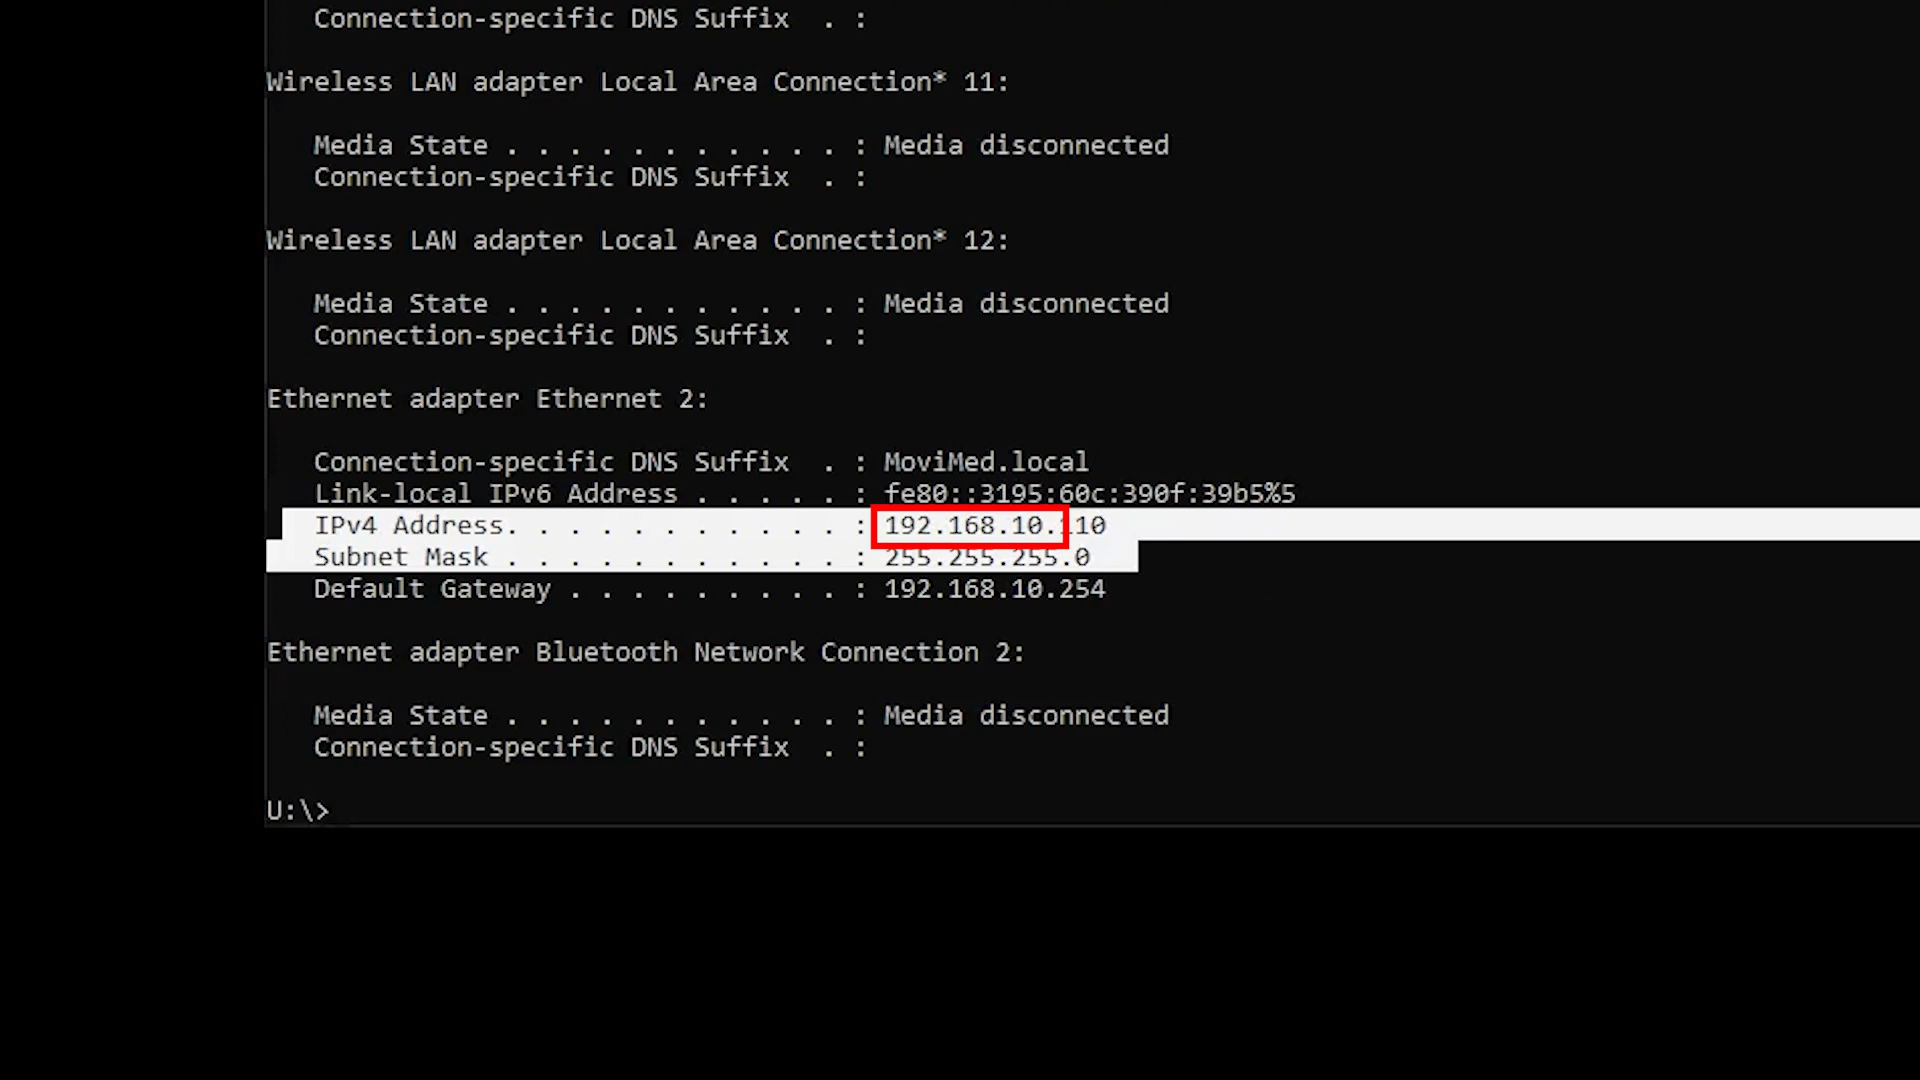 Connection-specific DNS Suffix  . :
Wireless LAN adapter Local Area Connection* 11:
Media State . . . . . . . . . . . : Media disconnected
Connection-specific DNS Suffix  . :
Wireless LAN adapter Local Area Connection* 12:
Media State . . . . . . . . . . . : Media disconnected
Connection-specific DNS Suffix  . :
Ethernet adapter Ethernet 2:
Connection-specific DNS Suffix  . : MoviMed.local
Link-local IPv6 Address . . . . . : fe80::3195:60c:390f:39b5%5
IPv4 Address. . . . . . . . . . . : 192.168.10.110
Subnet Mask . . . . . . . . . . . : 255.255.255.0
Default Gateway . . . . . . . . . : 192.168.10.254
Ethernet adapter Bluetooth Network Connection 2:
Media State . . . . . . . . . . . : Media disconnected
Connection-specific DNS Suffix  . :
U:\>